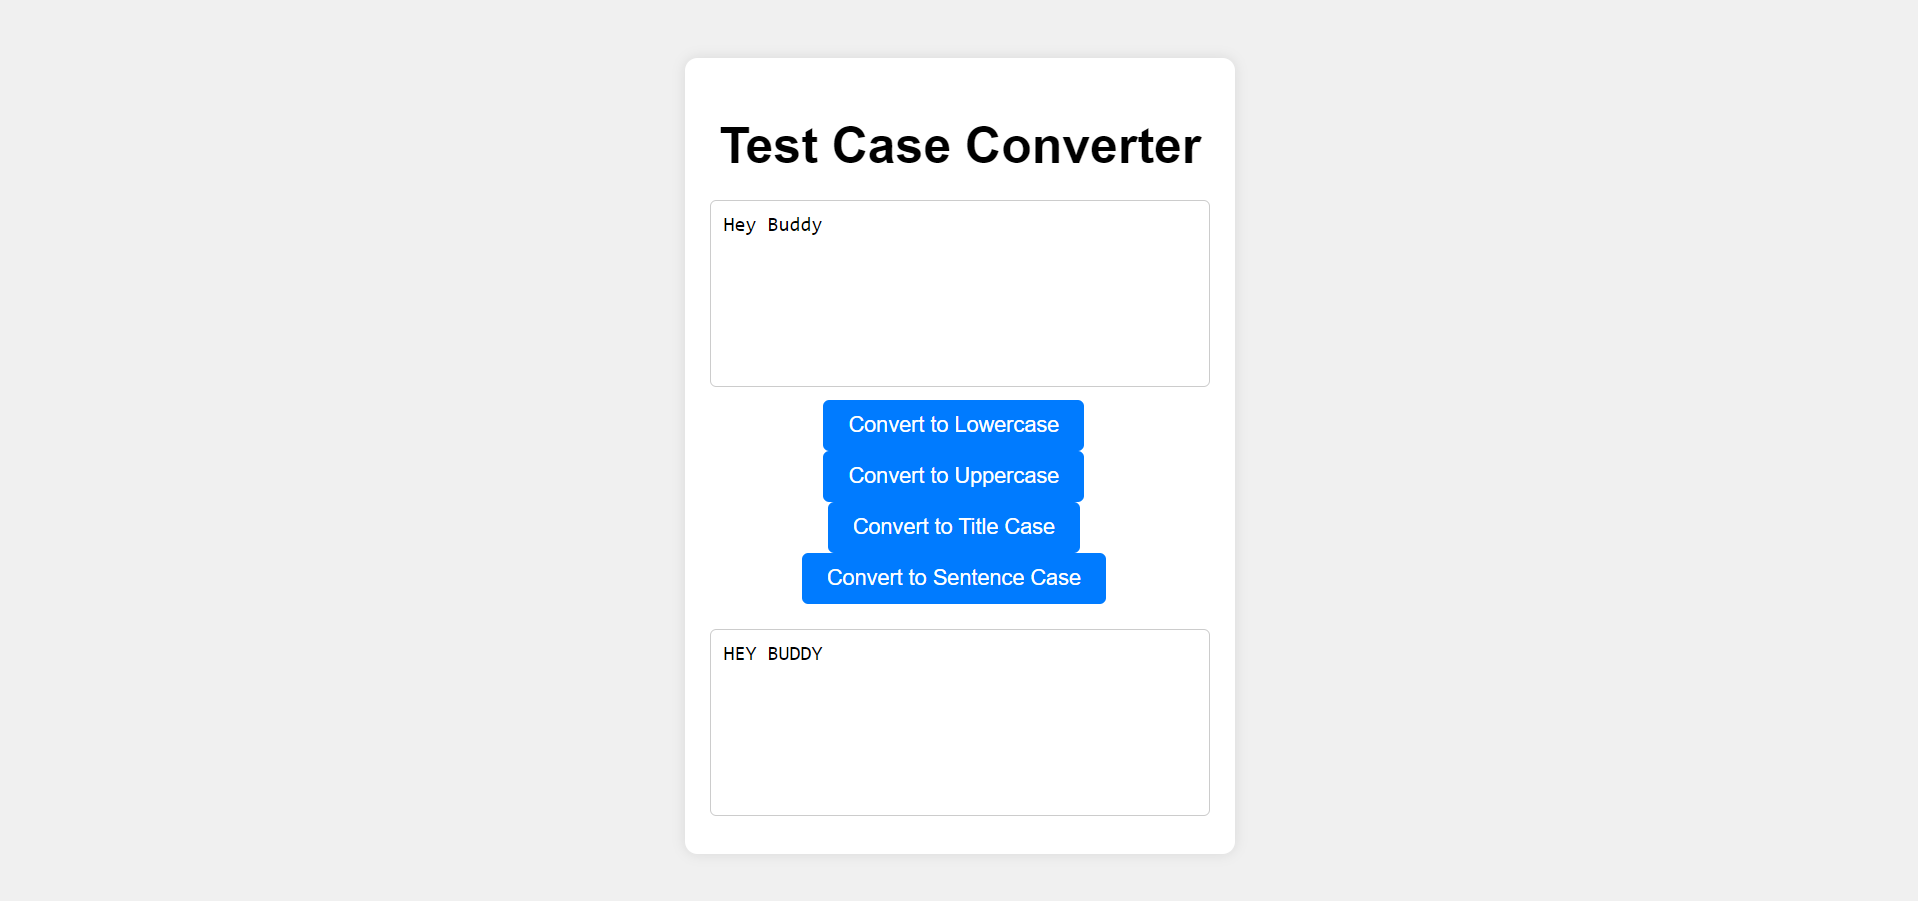 Test Case Converter
Hey Buddy
Convert to Lowercase
Convert to Uppercase
Convert to Title Case
Convert to Sentence Case
HEY BUDDY